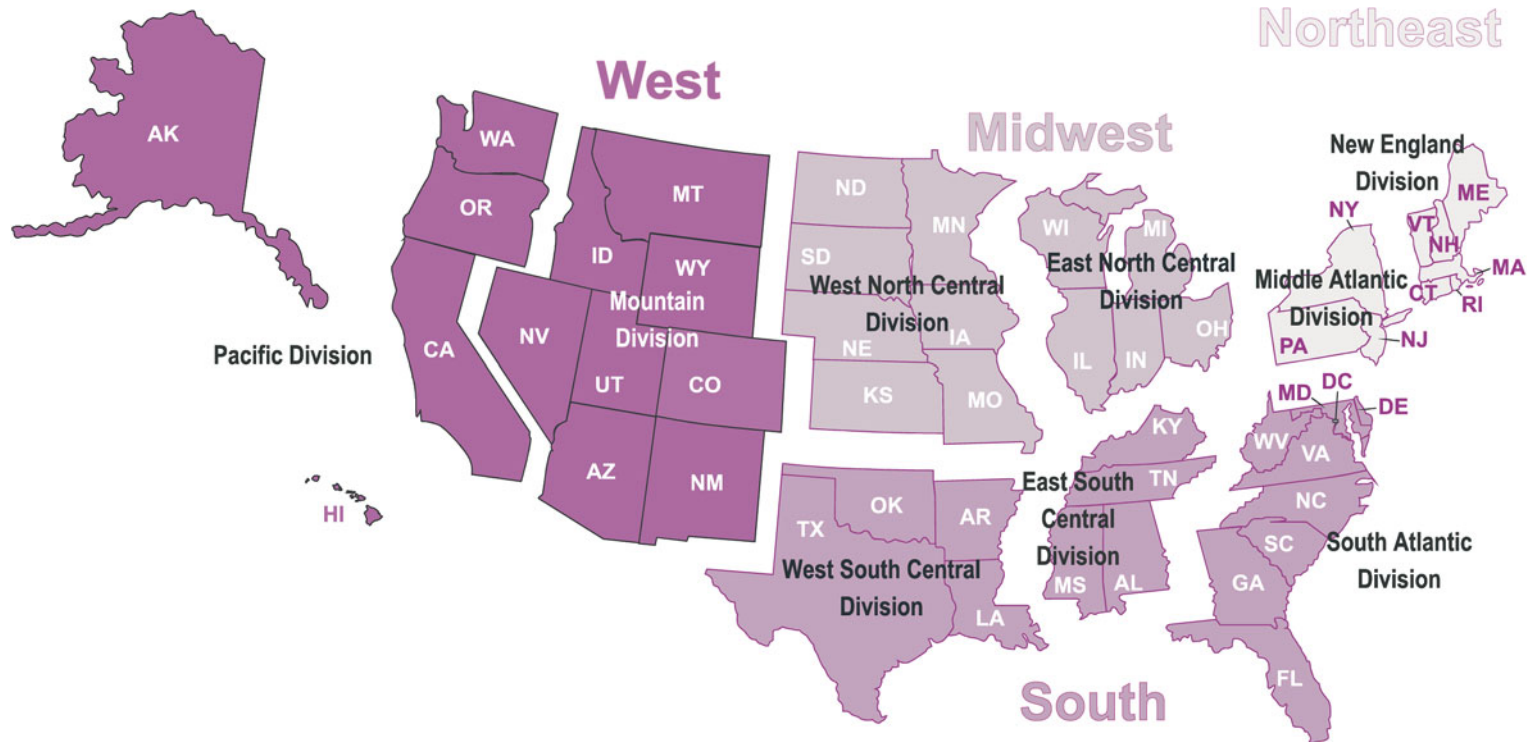 Northeast
West
Midwest
South
AK
WA
OR
CA
HI
Pacific Division
MT
ID
WY
NV
UT
CO
AZ
NM
Mountain
Division
ND
MN
SD
NE
IA
KS
MO
West North Central
Division
WI
MI
IL
IN
OH
East North Central
Division
New England
Division
ME
VT
NH
MA
CT
RI
NY
PA
NJ
Middle Atlantic
Division
OK
TX
AR
LA
West South Central
Division
KY
TN
MS
AL
East South
Central
Division
MD
DC
DE
WV
VA
NC
SC
GA
FL
South Atlantic
Division